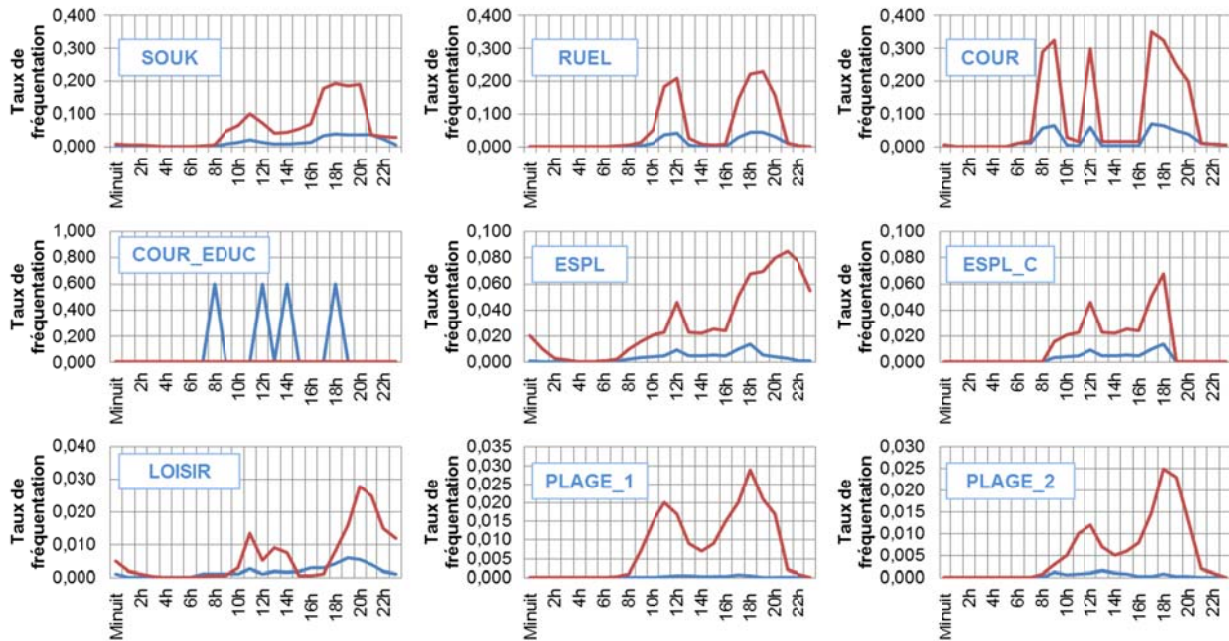 Taux de fréquentation
0,400
0,300
0,200
0,100
0,000
SOUK
Minuit 2h 4h 6h 8h 10h 12h 14h 16h 18h 20h 22h
Taux de fréquentation
0,400
0,300
0,200
0,100
0,000
RUEL
Minuit 2h 4h 6h 8h 10h 12h 14h 16h 18h 20h 22h
Taux de fréquentation
0,400
0,300
0,200
0,100
0,000
COUR
Minuit 2h 4h 6h 8h 10h 12h 14h 16h 18h 20h 22h
Taux de fréquentation
1,000
0,800
0,600
0,400
0,200
0,000
COUR_EDUC
Minuit 2h 4h 6h 8h 10h 12h 14h 16h 18h 20h 22h
Taux de fréquentation
0,100
0,080
0,060
0,040
0,020
0,000
ESPL
Minuit 2h 4h 6h 8h 10h 12h 14h 16h 18h 20h 22h
Taux de fréquentation
0,100
0,080
0,060
0,040
0,020
0,000
ESPL_C
Minuit 2h 4h 6h 8h 10h 12h 14h 16h 18h 20h 22h
Taux de fréquentation
0,040
0,030
0,020
0,010
0,000
LOISIR
Minuit 2h 4h 6h 8h 10h 12h 14h 16h 18h 20h 22h
Taux de fréquentation
0,035
0,030
0,025
0,020
0,015
0,010
0,005
0,000
PLAGE_1
Minuit 2h 4h 6h 8h 10h 12h 14h 16h 18h 20h 22h
Taux de fréquentation
0,030
0,025
0,020
0,015
0,010
0,005
0,000
PLAGE_2
Minuit 2h 4h 6h 8h 10h 12h 14h 16h 18h 20h 22h